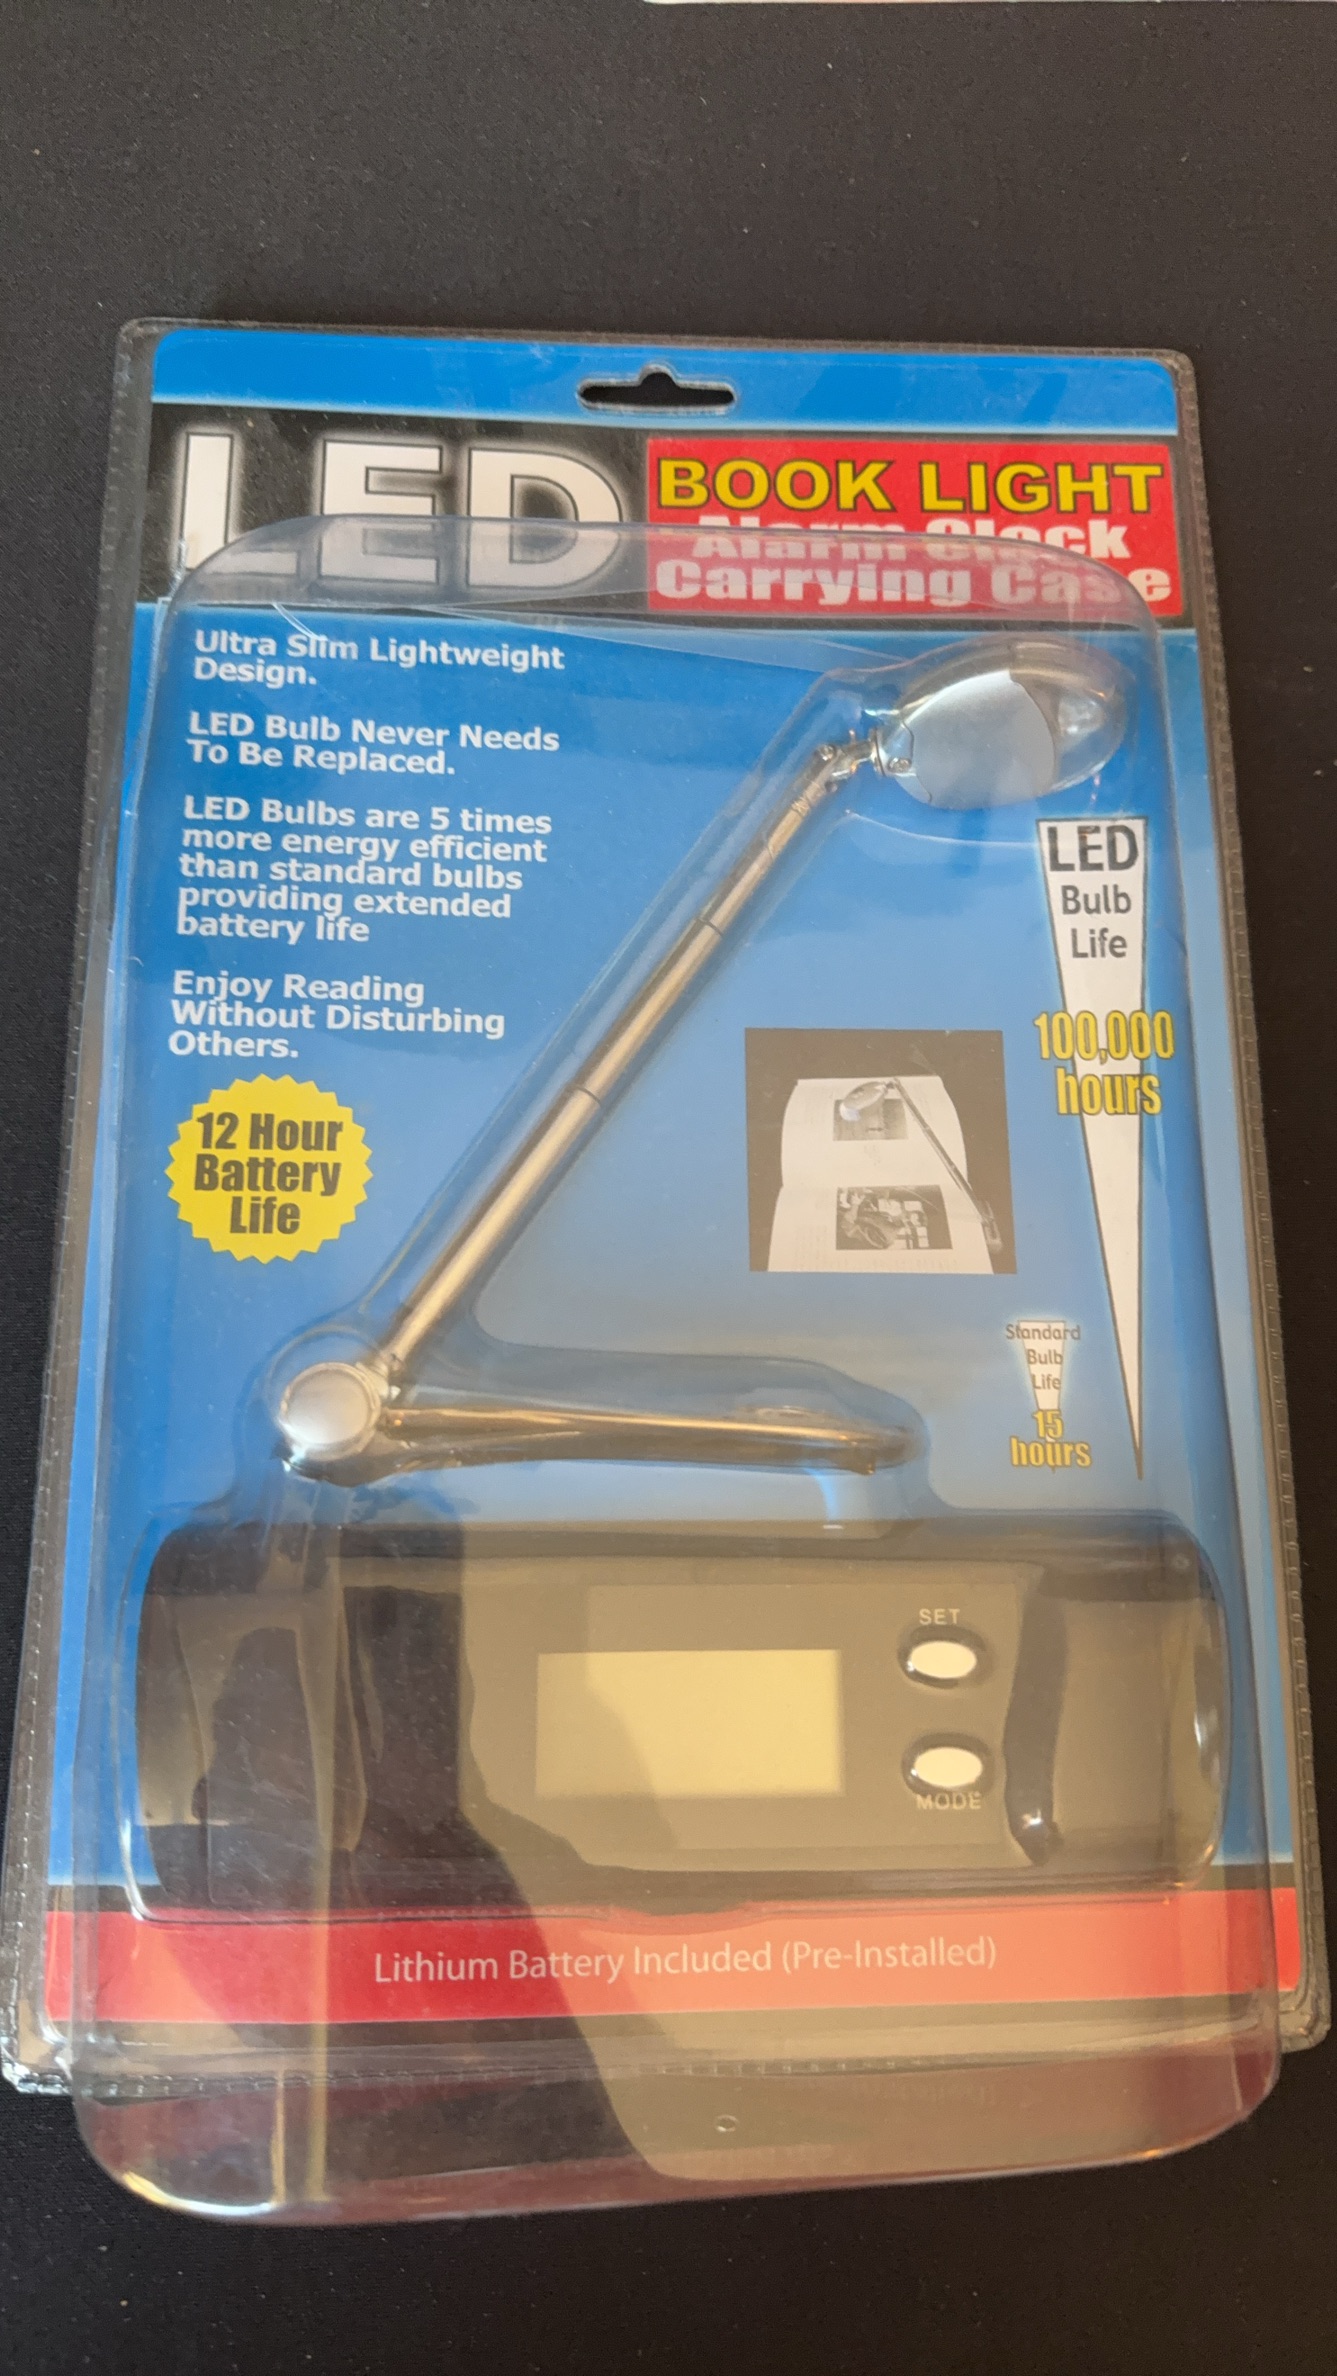 LED
BOOK LIGHT
Alarm Clock
Carrying Case
Ultra Slim Lightweight
Design.
LED Bulb Never Needs
To Be Replaced.
LED Bulbs are 5 times
more energy efficient
than standard bulbs
providing extended
battery life
Enjoy Reading
Without Disturbing
Others.
12 Hour
Battery
Life
LED
Bulb
Life
100,000
hours
Standard
Bulb
Life
15
hours
SET
MODE
Lithium Battery Included (Pre-Installed)